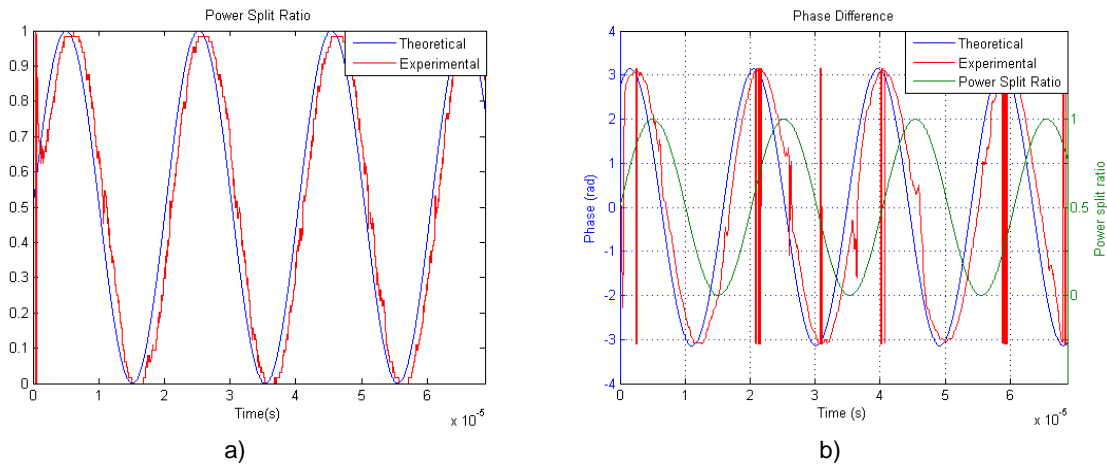 Power Split Ratio
1
0.9
0.8
0.7
0.6
0.5
0.4
0.3
0.2
0.1
0
Theoretical
Experimental
0 1 2 3 4 5 6
Time(s)
x 10⁻⁵
a)
Phase Difference
4
3
2
1
0
-1
-2
-3
-4
Phase (rad)
Theoretical
Experimental
Power Split Ratio
1
0.5
0
Power split ratio
0 1 2 3 4 5 6
Time (s)
x 10⁻⁵
b)